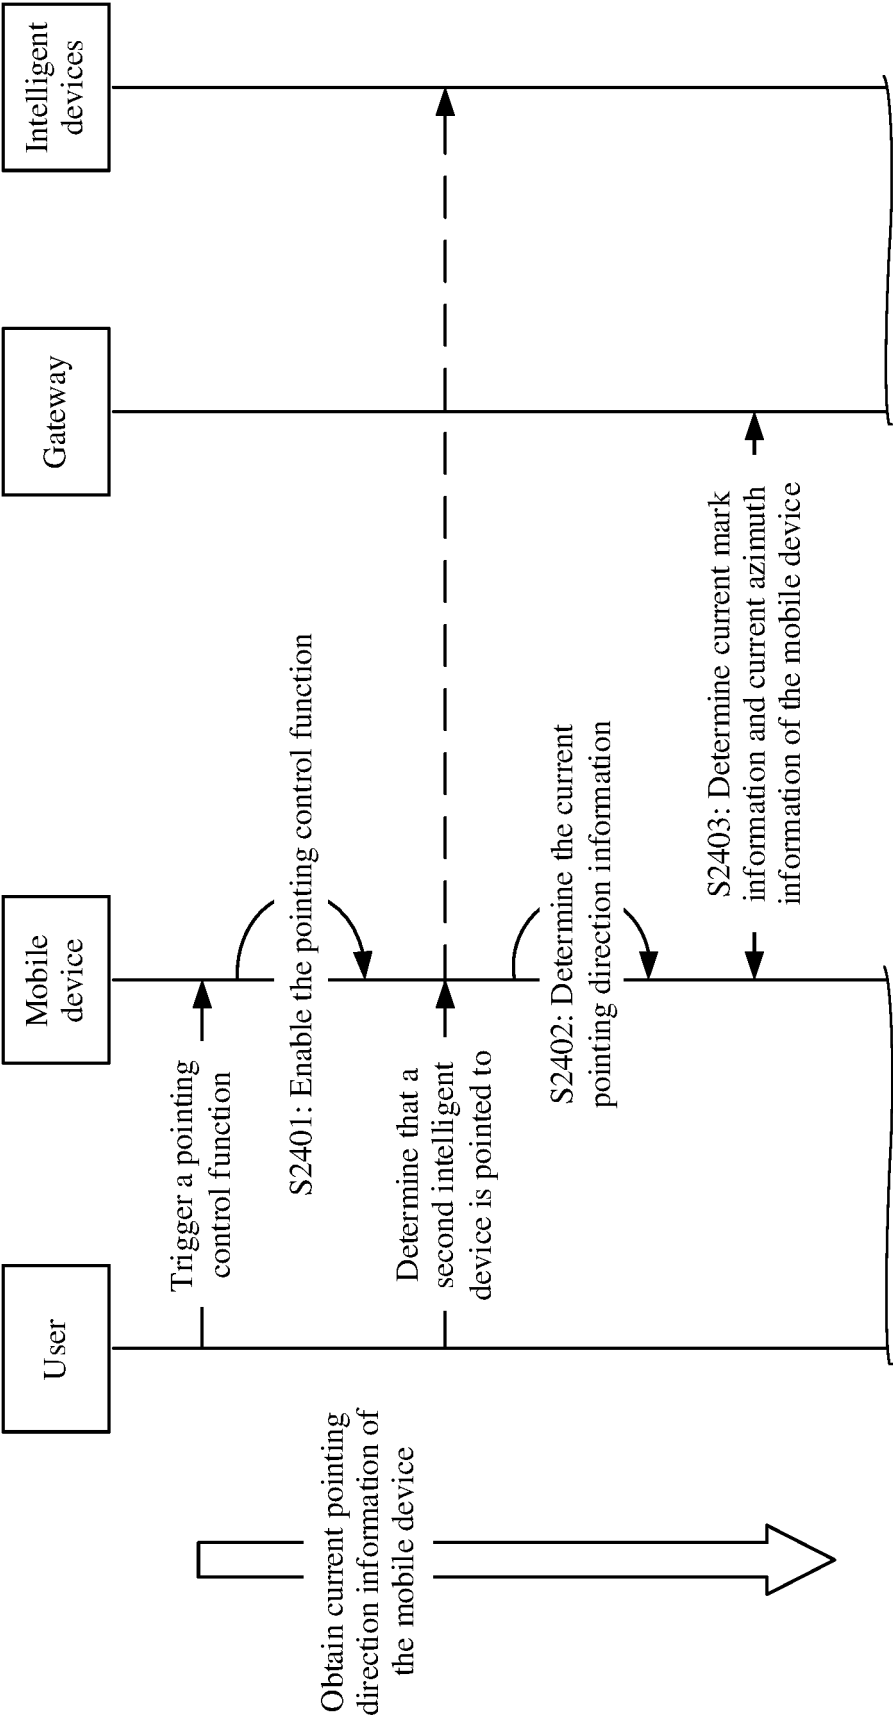 User
Mobile
device
Gateway
Intelligent
devices
Obtain current pointing
direction information of
the mobile device
Trigger a pointing
control function
S2401: Enable the pointing control function
Determine that a
second intelligent
device is pointed to
S2402: Determine the current
pointing direction information
S2403: Determine current mark
information and current azimuth
information of the mobile device